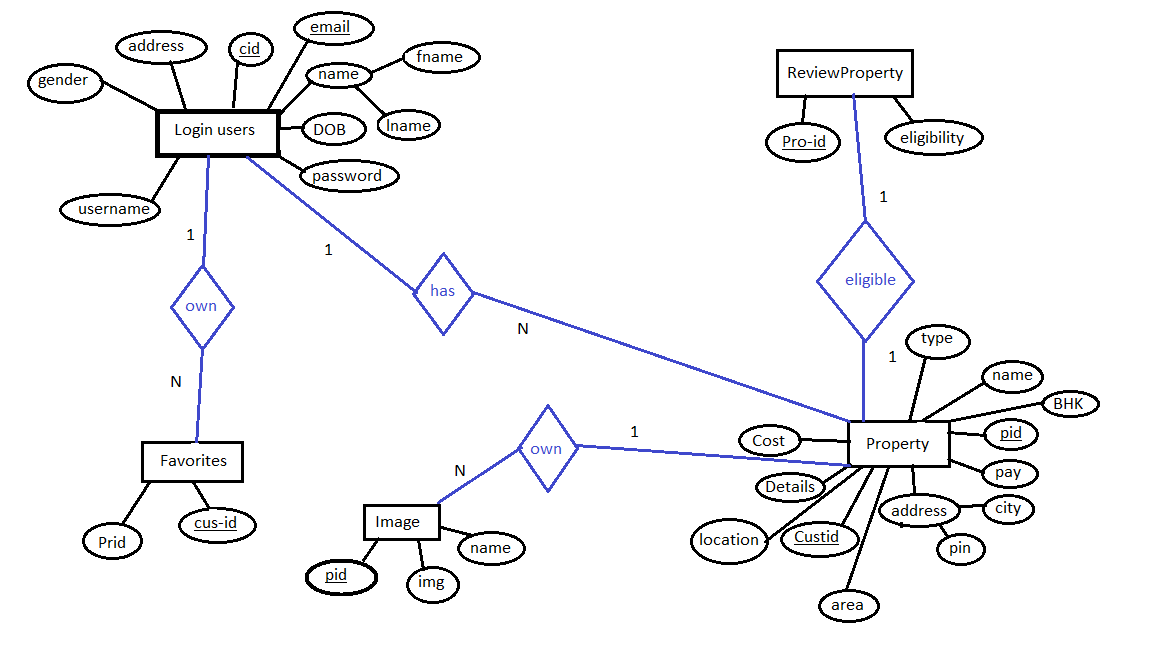 email
address
cid
fname
name
gender
ReviewProperty
Login users
DOB
lname
Pro-id
eligibility
password
username
1
1
1
eligible
has
own
N
type
1
name
N
BHK
1
Cost
pid
Property
own
Favorites
N
pay
Details
address
city
Image
cus-id
Prid
location
Custid
name
pin
pid
img
area